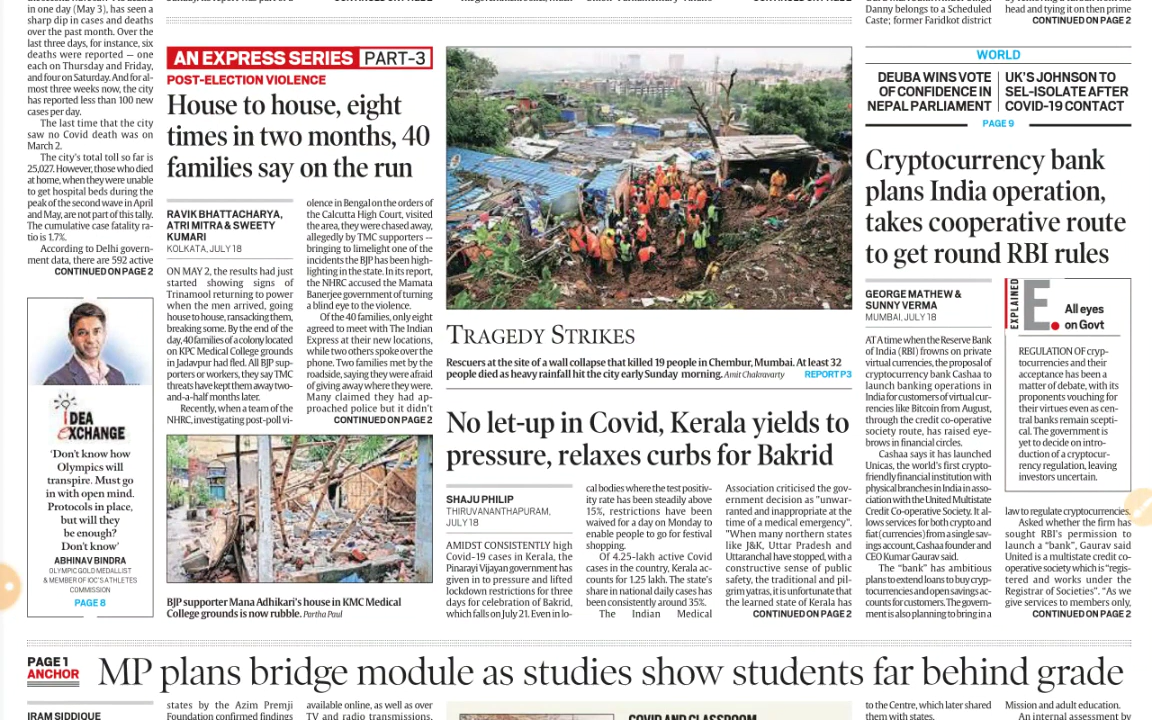 in one day (May 3), has seen a
sharp dip in cases and deaths
over the past month. Over the
last three days, for instance, six
deaths were reported — one
each on Thursday and Friday,
and four on Saturday. And for al-
most three weeks now, the city
has reported less than 100 new
cases per day.
The last time that the city
saw no Covid death was on
March 2.
The city's total toll so far is
25,027. However, those who died
at home, when they were unable
to get hospital beds during the
peak of the second wave in April
and May, are not part of this tally.
The cumulative case fatality ra-
tio is 1.7%.
According to Delhi govern-
ment data, there are 592 active
CONTINUED ON PAGE 2
iDEA
eXCHANGE
'Don't know how
Olympics will
transpire. Must go
in with open mind.
Protocols in place,
but will they
be enough?
Don't know'
ABHINAV BINDRA
OLYMPIC GOLD MEDALLIST
& MEMBER OF IOC'S ATHLETES
COMMISSION
PAGE 8
AN EXPRESS SERIES PART-3
POST-ELECTION VIOLENCE
House to house, eight
times in two months, 40
families say on the run
RAVIK BHATTACHARYA,
ATRI MITRA & SWEETY
KUMARI
KOLKATA, JULY 18
ON MAY 2, the results had just
started showing signs of
Trinamool returning to power
when the men arrived, going
house to house, ransacking them,
breaking some. By the end of the
day, 40 families of a colony located
on KPC Medical College grounds
in Jadavpur had fled. All BJP sup-
porters or workers, they say TMC
threats have kept them away two-
and-a-half months later.
Recently, when a team of the
NHRC, investigating post-poll vi-
olence in Bengal on the orders of
the Calcutta High Court, visited
the area, they were chased away,
allegedly by TMC supporters —
bringing to limelight one of the
incidents the BJP has been high-
lighting in the state. In its report,
the NHRC accused the Mamata
Banerjee government of turning
a blind eye to the violence.
Of the 40 families, only eight
agreed to meet with The Indian
Express at their new locations,
while two others spoke over the
phone. Two families met by the
roadside, saying they were afraid
of giving away where they were.
Many claimed they had ap-
proached police but it didn't
CONTINUED ON PAGE 2
BJP supporter Mana Adhikari's house in KMC Medical
College grounds is now rubble. Partha Paul
TRAGEDY STRIKES
Rescuers at the site of a wall collapse that killed 19 people in Chembur, Mumbai. At least 32
people died as heavy rainfall hit the city early Sunday morning. Amit Chakravarty REPORT P3
No let-up in Covid, Kerala yields to
pressure, relaxes curbs for Bakrid
SHAJU PHILIP
THIRUVANANTHAPURAM,
JULY 18
AMIDST CONSISTENTLY high
Covid-19 cases in Kerala, the
Pinarayi Vijayan government has
given in to pressure and lifted
lockdown restrictions for three
days for celebration of Bakrid,
which falls on July 21. Even in lo-
cal bodies where the test positiv-
ity rate has been steadily above
15%, restrictions have been
waived for a day on Monday to
enable people to go for festival
shopping.
Of 4.25-lakh active Covid
cases in the country, Kerala ac-
counts for 1.25 lakh. The state's
share in national daily cases has
been consistently around 35%.
The Indian Medical
Association criticised the gov-
ernment decision as "unwar-
ranted and inappropriate at the
time of a medical emergency".
"When many northern states
like J&K, Uttar Pradesh and
Uttaranchal have stopped, with a
constructive sense of public
safety, the traditional and pil-
grim yatras, it is unfortunate that
the learned state of Kerala has
CONTINUED ON PAGE 2
Danny belongs to a Scheduled
Caste; former Faridkot district
head and tying it on then prime
CONTINUED ON PAGE 2
WORLD
DEUBA WINS VOTE
OF CONFIDENCE IN
NEPAL PARLIAMENT
UK'S JOHNSON TO
SEL-ISOLATE AFTER
COVID-19 CONTACT
PAGE 9
Cryptocurrency bank
plans India operation,
takes cooperative route
to get round RBI rules
GEORGE MATHEW &
SUNNY VERMA
MUMBAI, JULY 18
AT A time when the Reserve Bank
of India (RBI) frowns on private
virtual currencies, the proposal of
cryptocurrency bank Cashaa to
launch banking operations in
India for customers of virtual cur-
rencies like Bitcoin from August,
through the credit co-operative
society route, has raised eye-
brows in financial circles.
Cashaa says it has launched
Unicas, the world's first crypto-
friendly financial institution with
physical branches in India in asso-
ciation with the United Multistate
Credit Co-operative Society. It al-
lows services for both crypto and
fiat (currencies) from a single sav-
ings account, Cashaa founder and
CEO Kumar Gaurav said.
The "bank" has ambitious
plans to extend loans to buy cryp-
tocurrencies and open savings ac-
counts for customers. The govern-
ment is also planning to bring in a
EXPLAINED
E.
All eyes
on Govt
REGULATION OF cryp-
tocurrencies and their
acceptance has been a
matter of debate, with its
proponents vouching for
their virtues even as cen-
tral banks remain scepti-
cal. The government is
yet to decide on intro-
duction of a cryptocur-
rency regulation, leaving
investors uncertain.
law to regulate cryptocurrencies.
Asked whether the firm has
sought RBI's permission to
launch a "bank", Gaurav said
United is a multistate credit co-
operative society which is "regis-
tered and works under the
Registrar of Societies". "As we
give services to members only,
CONTINUED ON PAGE 2
PAGE 1
ANCHOR
MP plans bridge module as studies show students far behind grade
IRAM SIDDIQUE
states by the Azim Premji
Foundation confirmed findings
available online, as well as over
TV and radio transmissions,
COVID AND CLASSROOM
to the Centre, which later shared
them with states.
Mission and adult education.
An internal assessment by